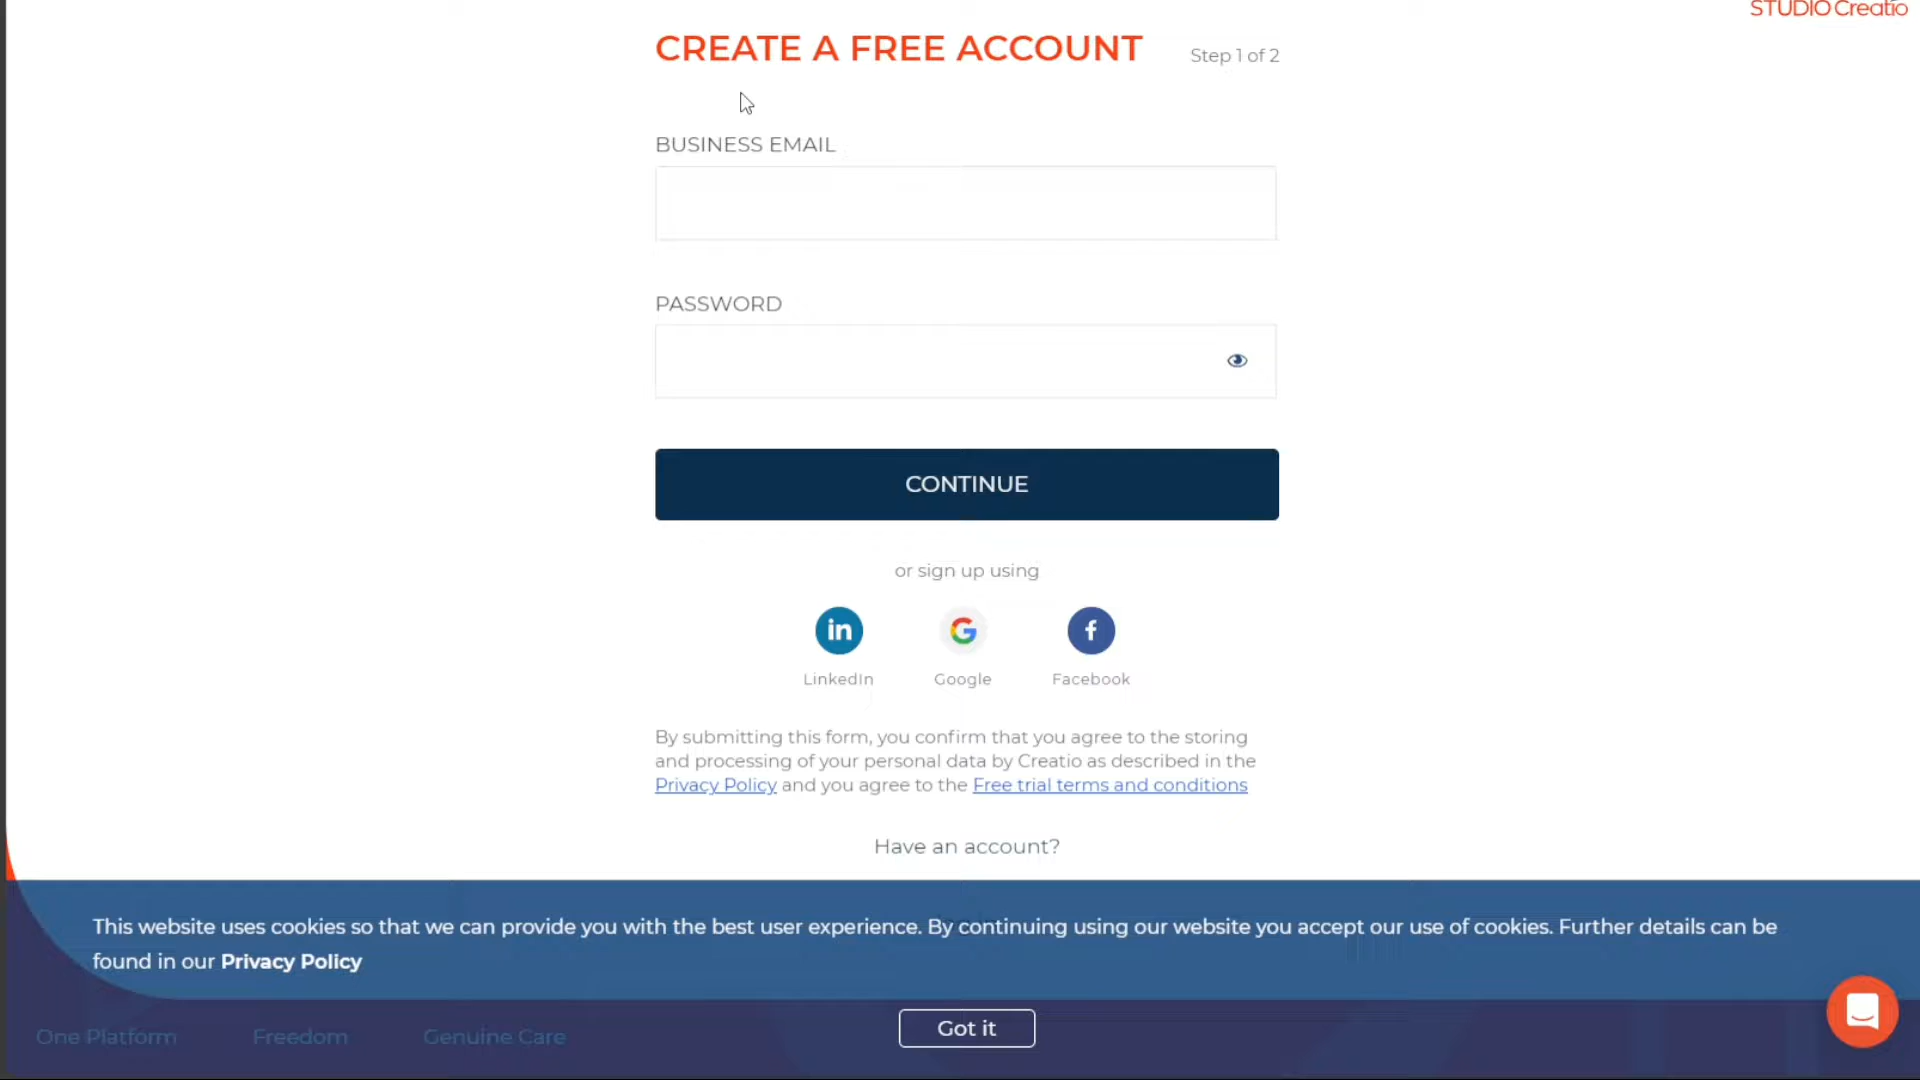 STUDIO Creatio
CREATE A FREE ACCOUNT
Step 1 of 2
BUSINESS EMAIL
PASSWORD
CONTINUE
or sign up using
in
G
f
LinkedIn
Google
Facebook
By submitting this form, you confirm that you agree to the storing
and processing of your personal data by Creatio as described in the
Privacy Policy and you agree to the Free trial terms and conditions
Have an account?
This website uses cookies so that we can provide you with the best user experience. By continuing using our website you accept our use of cookies. Further details can be
found in our Privacy Policy
One Platform
Freedom
Genuine Care
Got it